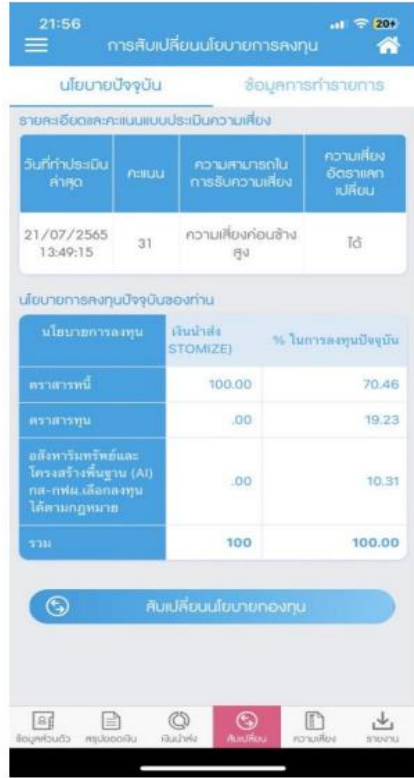 21:56
20+
การสับเปลี่ยนนโยบายการลงทุน
นโยบายปัจจุบัน ข้อมูลการทำรายการ
รายละเอียดและคะแนนแบบประเมินความเสี่ยง
วันที่ทำประเมิน
ล่าสุด
คะแนน
ความสามารถใน
การรับความเสี่ยง
ความเสี่ยง
อัตราแลก
เปลี่ยน
21/07/2565
13:49:15
31
ความเสี่ยงค่อนข้าง
สูง
ได้
นโยบายการลงทุนปัจจุบันของท่าน
นโยบายการลงทุน
เงินนำส่ง
STOMIZE)
% ในการลงทุนปัจจุบัน
ตราสารหนี้ 100.00 70.46
ตราสารทุน .00 19.23
อสังหาริมทรัพย์และ
โครงสร้างพื้นฐาน (AI)
กส-กฟผ.เลือกลงทุน
ได้ตามกฎหมาย
.00 10.31
รวม 100 100.00
สับเปลี่ยนนโยบายกองทุน
ข้อมูลส่วนตัว สรุปยอดเงิน เงินนำส่ง สับเปลี่ยน ความเสี่ยง รายงาน